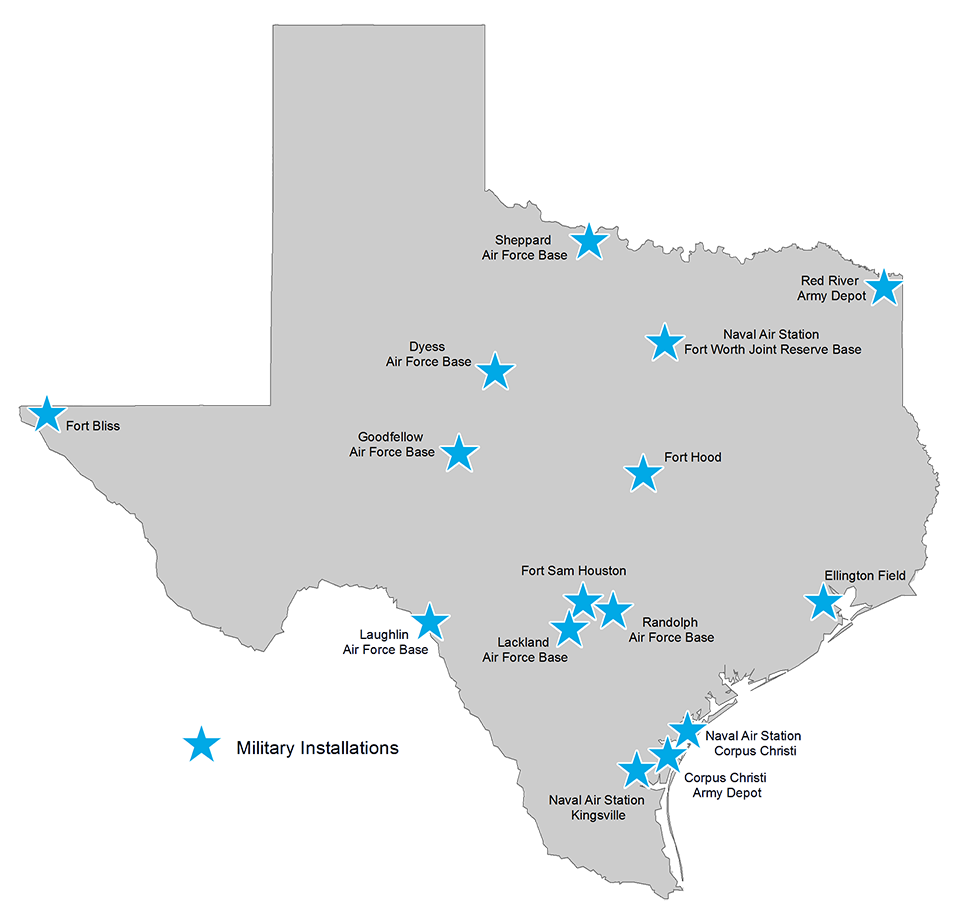 Sheppard
Air Force Base
Red River
Army Depot
Naval Air Station
Fort Worth Joint Reserve Base
Dyess
Air Force Base
Fort Bliss
Goodfellow
Air Force Base
Fort Hood
Fort Sam Houston
Ellington Field
Randolph
Air Force Base
Laughlin
Air Force Base
Lackland
Air Force Base
Military Installations
Naval Air Station
Corpus Christi
Corpus Christi
Army Depot
Naval Air Station
Kingsville